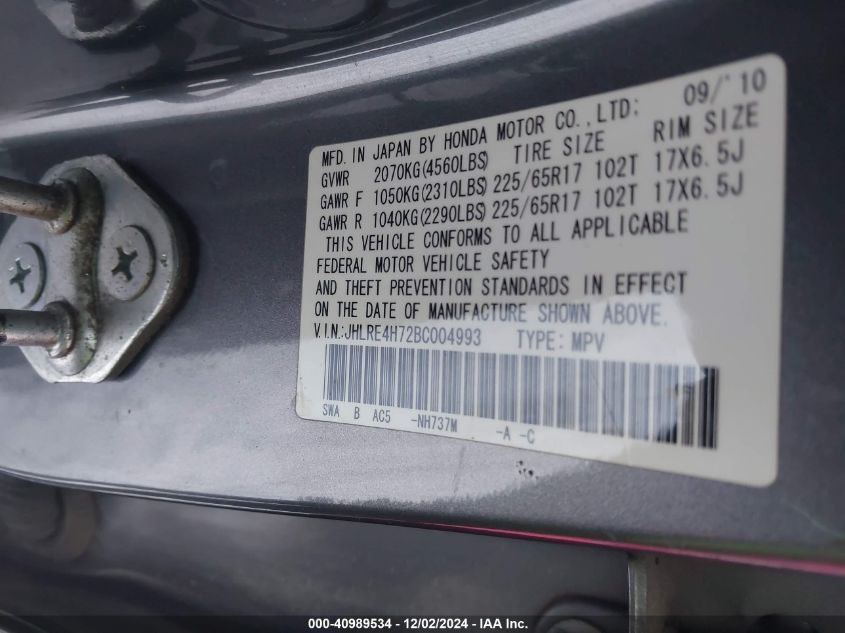 MFD. IN JAPAN BY HONDA MOTOR CO.,LTD: 09/'10
GVWR 2070KG(4560LBS) TIRE SIZE RIM SIZE
GAWR F 1050KG(2310LBS) 225/65R17 102T 17X6.5J
GAWR R 1040KG(2290LBS) 225/65R17 102T 17X6.5J
THIS VEHICLE CONFORMS TO ALL APPLICABLE
FEDERAL MOTOR VEHICLE SAFETY
AND THEFT PREVENTION STANDARDS IN EFFECT
ON THE DATE OF MANUFACTURE SHOWN ABOVE.
V.I.N:JHLRE4H72BC004993 TYPE: MPV
SWA B AC5 -NH737M -A -C
000-40989534 - 12/02/2024 - IAA Inc.